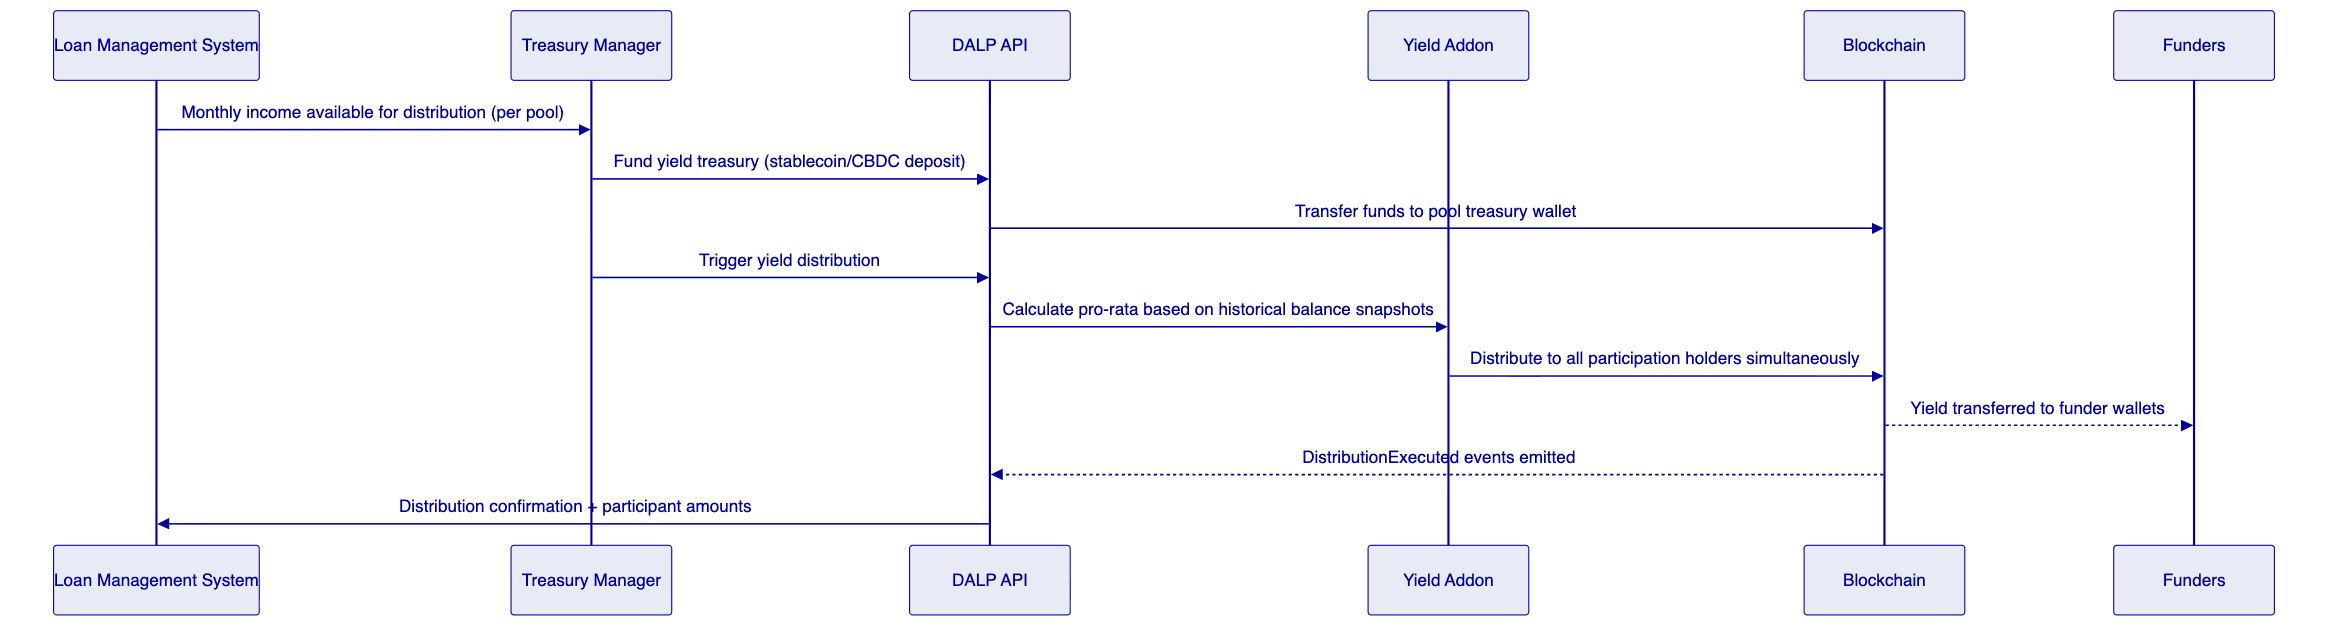 Loan Management System
Treasury Manager
DALP API
Yield Addon
Blockchain
Funders
Monthly income available for distribution (per pool)
Fund yield treasury (stablecoin/CBDC deposit)
Transfer funds to pool treasury wallet
Trigger yield distribution
Calculate pro-rata based on historical balance snapshots
Distribute to all participation holders simultaneously
Yield transferred to funder wallets
DistributionExecuted events emitted
Distribution confirmation + participant amounts
Loan Management System
Treasury Manager
DALP API
Yield Addon
Blockchain
Funders